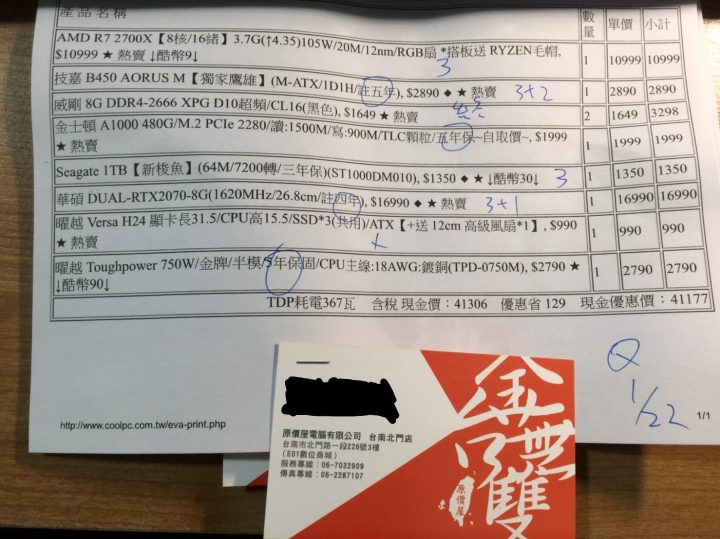 產品名稱 數量 單價 小計
AMD R7 2700X【8核/16緒】3.7G(↑4.35)105W/20M/12nm/RGB扇 *搭板送 RYZEN毛帽,
$10999 ★ 熱賣 ↓酷幣9↓ 1 10999 10999
3
技嘉 B450 AORUS M【獨家鷹雄】(M-ATX/1D1H/註五年), $2890 ◆ ★ 熱賣 3+2 1 2890 2890
威剛 8G DDR4-2666 XPG D10超頻/CL16(黑色), $1649 ★ 熱賣 終音 2 1649 3298
金士頓 A1000 480G/M.2 PCIe 2280/讀:1500M/寫:900M/TLC顆粒/五年保~自取價~, $1999
★ 熱賣 1 1999 1999
Seagate 1TB【新梭魚】(64M/7200轉/三年保)(ST1000DM010), $1350 ◆ ★ ↓酷幣30↓ 3 1 1350 1350
華碩 DUAL-RTX2070-8G(1620MHz/26.8cm/註四年), $16990 ◆ ★ 熱賣 3+1 1 16990 16990
曜越 Versa H24 顯卡長31.5/CPU高15.5/SSD*3(共用)/ATX【+送 12cm 高級風扇*1】, $990
★ 熱賣 x 1 990 990
曜越 Toughpower 750W/金牌/半模/5年保固/CPU主線:18AWG:鍍銅(TPD-0750M), $2790 ★
↓酷幣90↓ 1 2790 2790
TDP耗電367瓦 含稅 現金價：41306 優惠省 129 現金優惠價：41177
Q
1/22
http://www.coolpc.com.tw/eva-print.php 1/1
原價屋電腦有限公司 台南北門店
台南市北門路一段226號3樓
(E01數位商城)
服務專線：06-7032909
傳真專線：06-2287107
無雙
原價屋